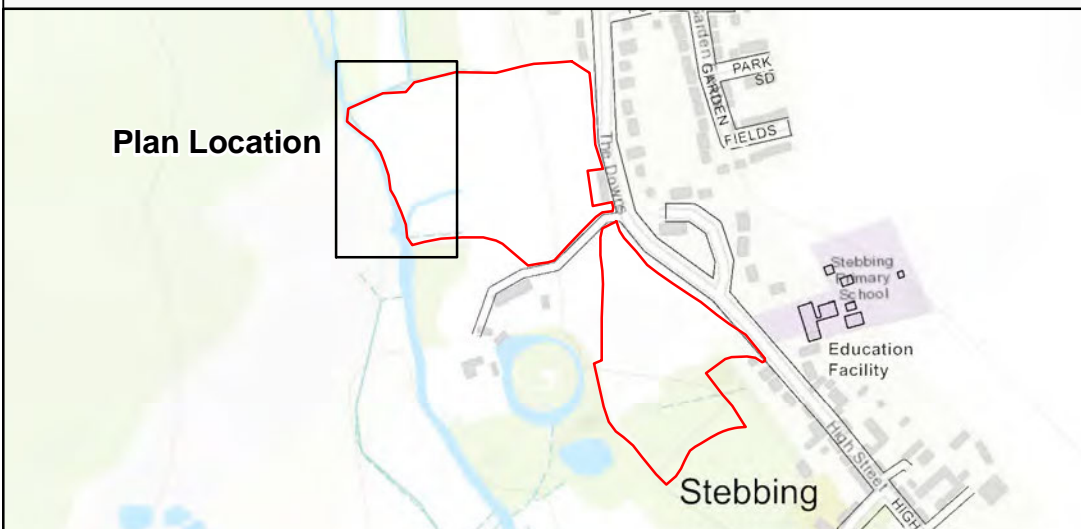 Plan Location
Garden
GARDEN
FIELDS
PARK
SD
The Downs
Stebbing
Primary
School
Education
Facility
High Street
HIGH
Stebbing